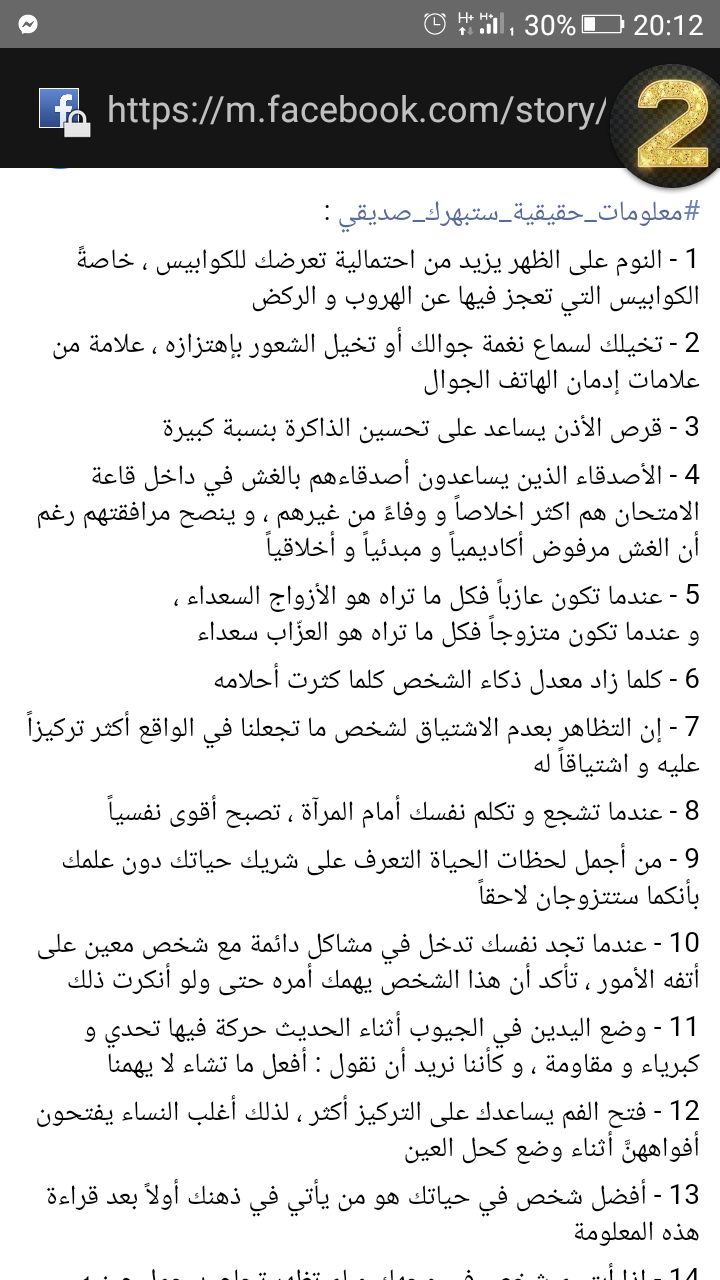 30% 20:12
https://m.facebook.com/story/
2
#معلومات_حقيقية_ستبهرك_صديقي :
1 - النوم على الظهر يزيد من احتمالية تعرضك للكوابيس ، خاصةً
الكوابيس التي تعجز فيها عن الهروب و الركض
2 - تخيلك لسماع نغمة جوالك أو تخيل الشعور بإهتزازه ، علامة من
علامات إدمان الهاتف الجوال
3 - قرص الأذن يساعد على تحسين الذاكرة بنسبة كبيرة
4 - الأصدقاء الذين يساعدون أصدقاءهم بالغش في داخل قاعة
الامتحان هم اكثر اخلاصاً و وفاءً من غيرهم ، و ينصح مرافقتهم رغم
أن الغش مرفوض أكاديمياً و مبدئياً و أخلاقياً
5 - عندما تكون عازباً فكل ما تراه هو الأزواج السعداء ،
و عندما تكون متزوجاً فكل ما تراه هو العزّاب سعداء
6 - كلما زاد معدل ذكاء الشخص كلما كثرت أحلامه
7 - إن التظاهر بعدم الاشتياق لشخص ما تجعلنا في الواقع أكثر تركيزاً
عليه و اشتياقاً له
8 - عندما تشجع و تكلم نفسك أمام المرآة ، تصبح أقوى نفسياً
9 - من أجمل لحظات الحياة التعرف على شريك حياتك دون علمك
بأنكما ستتزوجان لاحقاً
10 - عندما تجد نفسك تدخل في مشاكل دائمة مع شخص معين على
أتفه الأمور ، تأكد أن هذا الشخص يهمك أمره حتى ولو أنكرت ذلك
11 - وضع اليدين في الجيوب أثناء الحديث حركة فيها تحدي و
كبرياء و مقاومة ، و كأننا نريد أن نقول : أفعل ما تشاء لا يهمنا
12 - فتح الفم يساعدك على التركيز أكثر ، لذلك أغلب النساء يفتحون
أفواههنَّ أثناء وضع كحل العين
13 - أفضل شخص في حياتك هو من يأتي في ذهنك أولاً بعد قراءة
هذه المعلومة
14